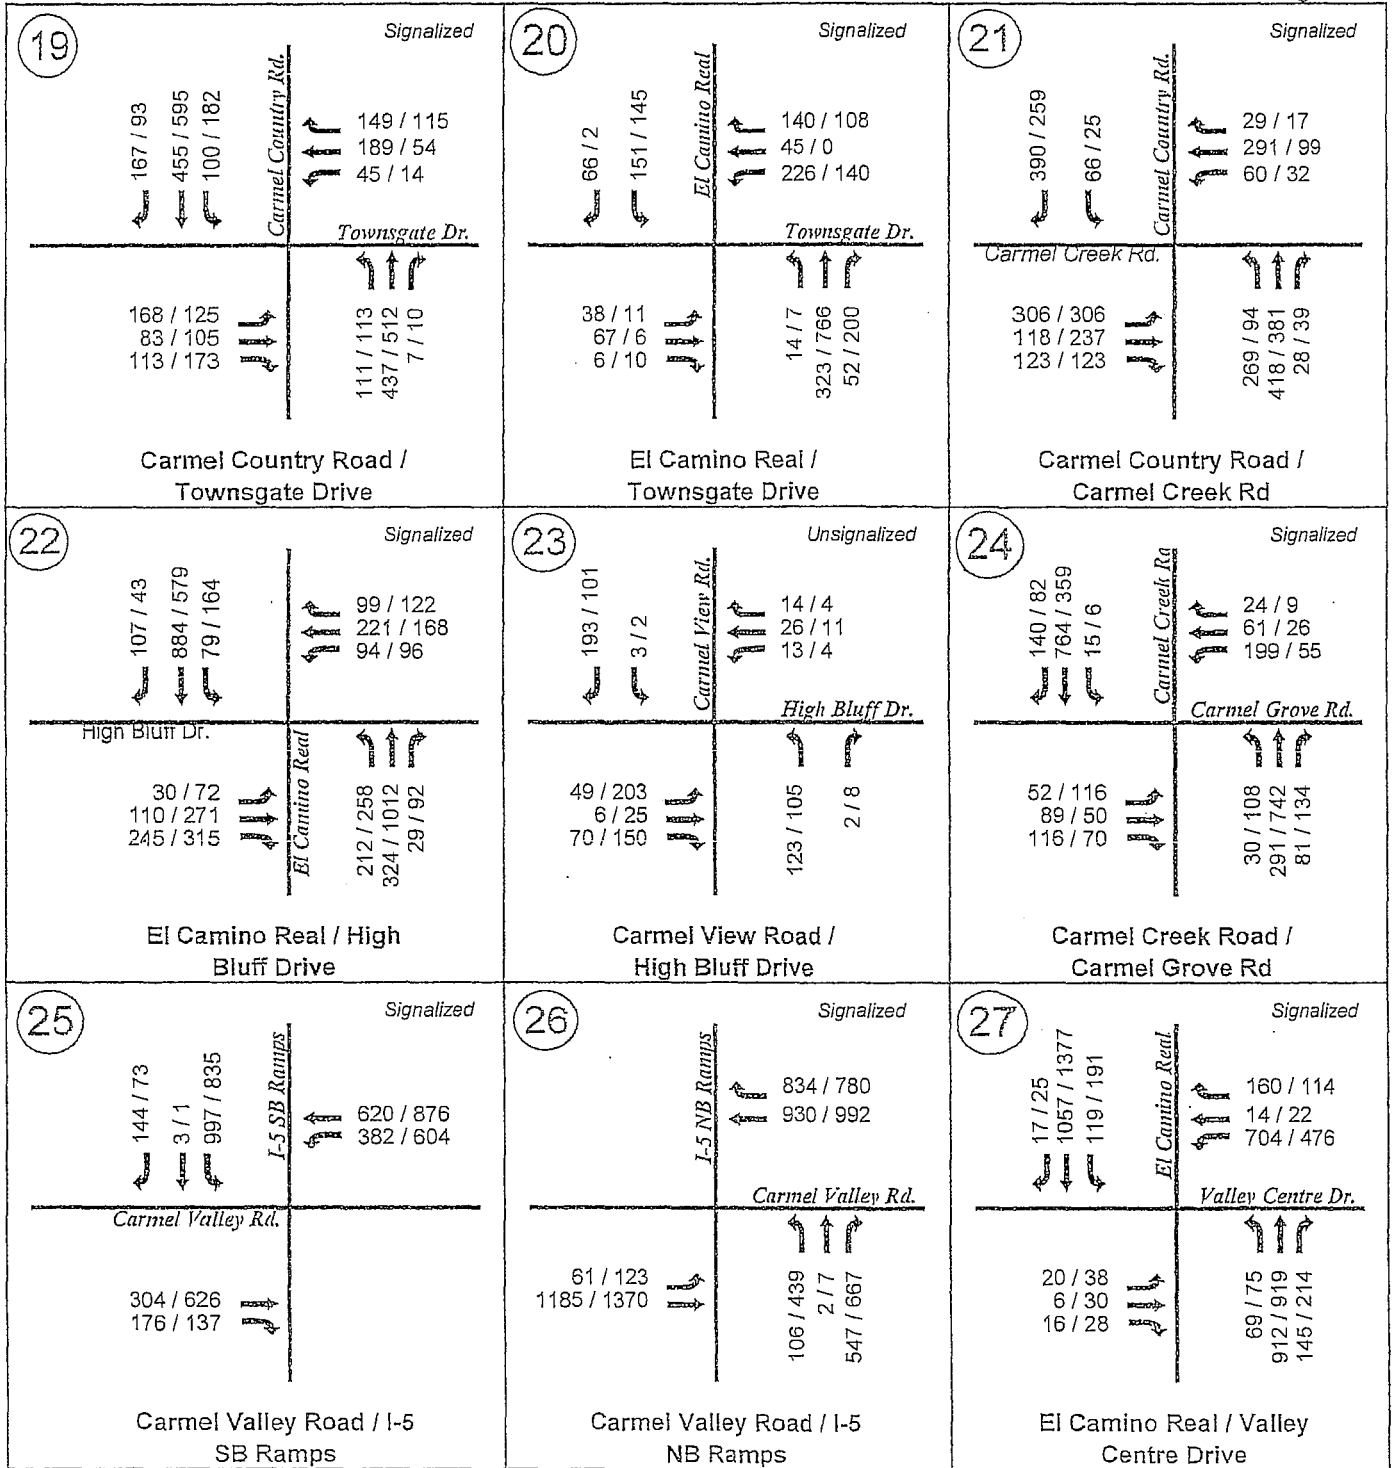 19
Signalized
Carmel Country Rd.
167 / 93
455 / 595
100 / 182
149 / 115
189 / 54
45 / 14
Townsgate Dr.
168 / 125
83 / 105
113 / 173
111 / 113
437 / 512
7 / 10
Carmel Country Road /
Townsgate Drive
20
Signalized
El Camino Real
66 / 2
151 / 145
140 / 108
45 / 0
226 / 140
Townsgate Dr.
38 / 11
67 / 6
6 / 10
14 / 7
323 / 766
52 / 200
El Camino Real /
Townsgate Drive
21
Signalized
Carmel Country Rd.
390 / 259
66 / 25
29 / 17
291 / 99
60 / 32
Carmel Creek Rd.
306 / 306
118 / 237
123 / 123
269 / 94
418 / 381
28 / 39
Carmel Country Road /
Carmel Creek Rd
22
Signalized
107 / 43
884 / 579
79 / 164
99 / 122
221 / 168
94 / 96
High Bluff Dr.
El Camino Real
30 / 72
110 / 271
245 / 315
212 / 258
324 / 1012
29 / 92
El Camino Real / High
Bluff Drive
23
Unsignalized
Carmel View Rd.
193 / 101
3 / 2
14 / 4
26 / 11
13 / 4
High Bluff Dr.
49 / 203
6 / 25
70 / 150
123 / 105
2 / 8
Carmel View Road /
High Bluff Drive
24
Signalized
Carmel Creek Rd
140 / 82
764 / 359
15 / 6
24 / 9
61 / 26
199 / 55
Carmel Grove Rd.
52 / 116
89 / 50
116 / 70
30 / 108
291 / 742
81 / 134
Carmel Creek Road /
Carmel Grove Rd
25
Signalized
I-5 SB Ramps
144 / 73
3 / 1
997 / 835
620 / 876
382 / 604
Carmel Valley Rd.
304 / 626
176 / 137
Carmel Valley Road / I-5
SB Ramps
26
Signalized
I-5 NB Ramps
834 / 780
930 / 992
Carmel Valley Rd.
61 / 123
1185 / 1370
106 / 439
2 / 7
547 / 667
Carmel Valley Road / I-5
NB Ramps
27
Signalized
El Camino Real
17 / 25
1057 / 1377
119 / 191
160 / 114
14 / 22
704 / 476
Valley Centre Dr.
20 / 38
6 / 30
16 / 28
69 / 75
912 / 919
145 / 214
El Camino Real / Valley
Centre Drive